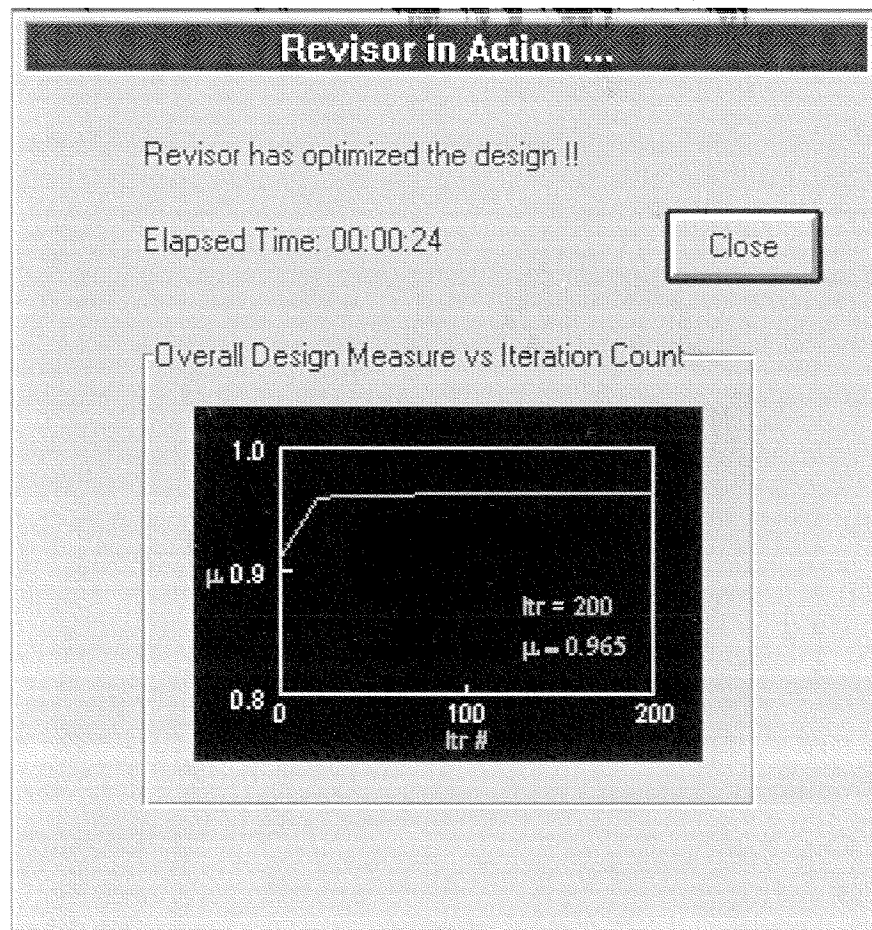 Revisor in Action ...
Revisor has optimized the design !!
Elapsed Time: 00:00:24
Close
Overall Design Measure vs Iteration Count
1.0
μ 0.9
Itr = 200
μ = 0.965
0.8
0 100 200
Itr #